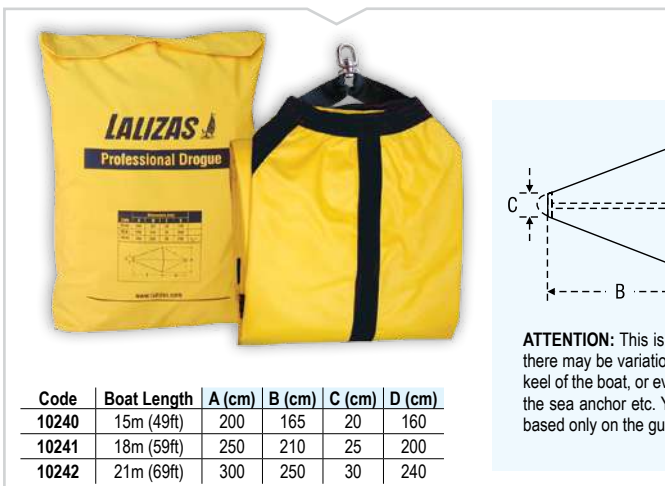 LALIZAS
Professional Drogue
www.lalizas.com
C
B
ATTENTION: This is
there may be variatio
keel of the boat, or ev
the sea anchor etc. Y
based only on the gu
Code Boat Length A (cm) B (cm) C (cm) D (cm)
10240 15m (49ft) 200 165 20 160
10241 18m (59ft) 250 210 25 200
10242 21m (69ft) 300 250 30 240